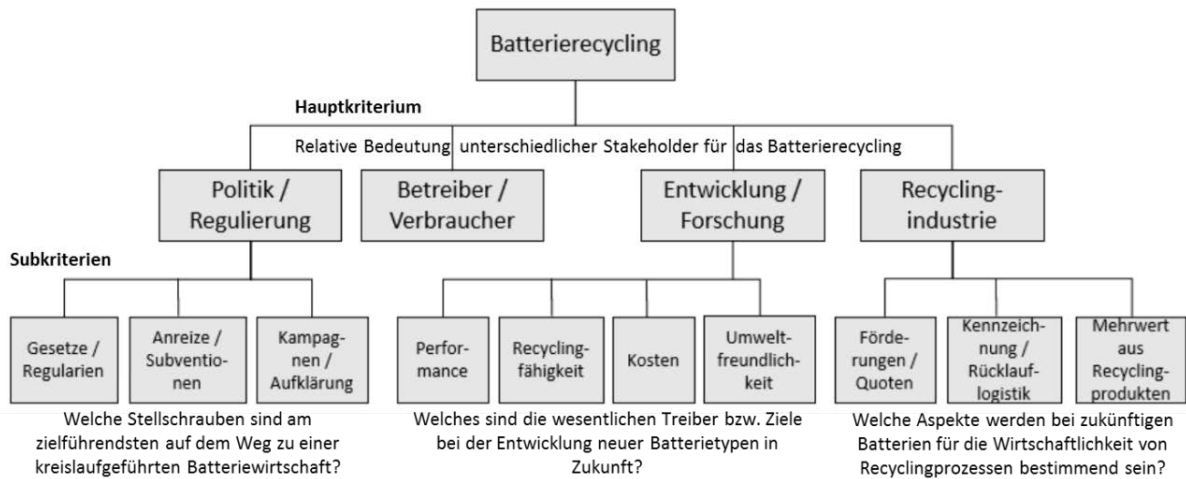 Batterierecycling
Hauptkriterium
Relative Bedeutung unterschiedlicher Stakeholder für das Batterierecycling
Politik /
Regulierung
Betreiber /
Verbraucher
Entwicklung /
Forschung
Recycling-
industrie
Subkriterien
Gesetze /
Regularien
Anreize /
Subventio-
nen
Kampag-
nen /
Aufklärung
Perfor-
mance
Recycling-
fähigkeit
Kosten
Umwelt-
freundlich-
keit
Förde-
rungen /
Quoten
Kennzeich-
nung /
Rücklauf-
logistik
Mehrwert
aus
Recycling-
produkten
Welche Stellschrauben sind am
zielführendsten auf dem Weg zu einer
kreislaufgeführten Batteriewirtschaft?
Welches sind die wesentlichen Treiber bzw. Ziele
bei der Entwicklung neuer Batterietypen in
Zukunft?
Welche Aspekte werden bei zukünftigen
Batterien für die Wirtschaftlichkeit von
Recyclingprozessen bestimmend sein?